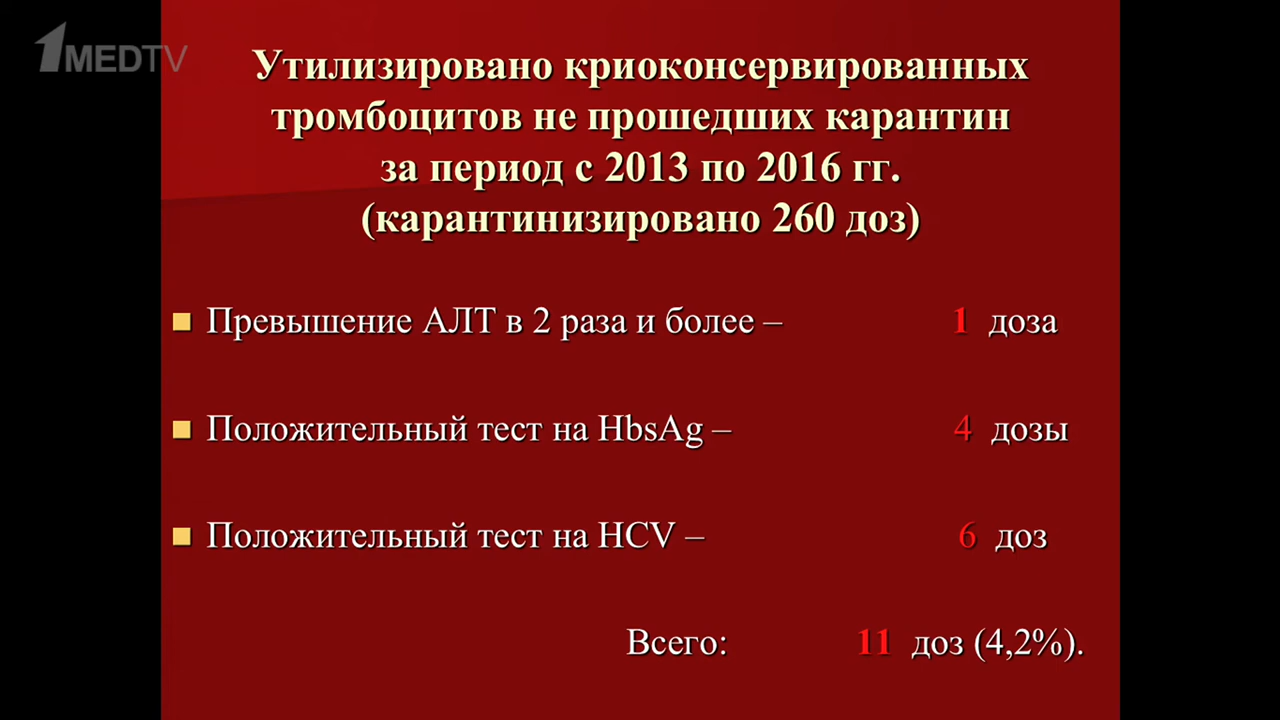 1MEDTV
Утилизировано криоконсервированных
тромбоцитов не прошедших карантин
за период с 2013 по 2016 гг.
(карантинизировано 260 доз)
Превышение АЛТ в 2 раза и более – 1 доза
Положительный тест на HbsAg – 4 дозы
Положительный тест на HCV – 6 доз
Всего: 11 доз (4,2%).